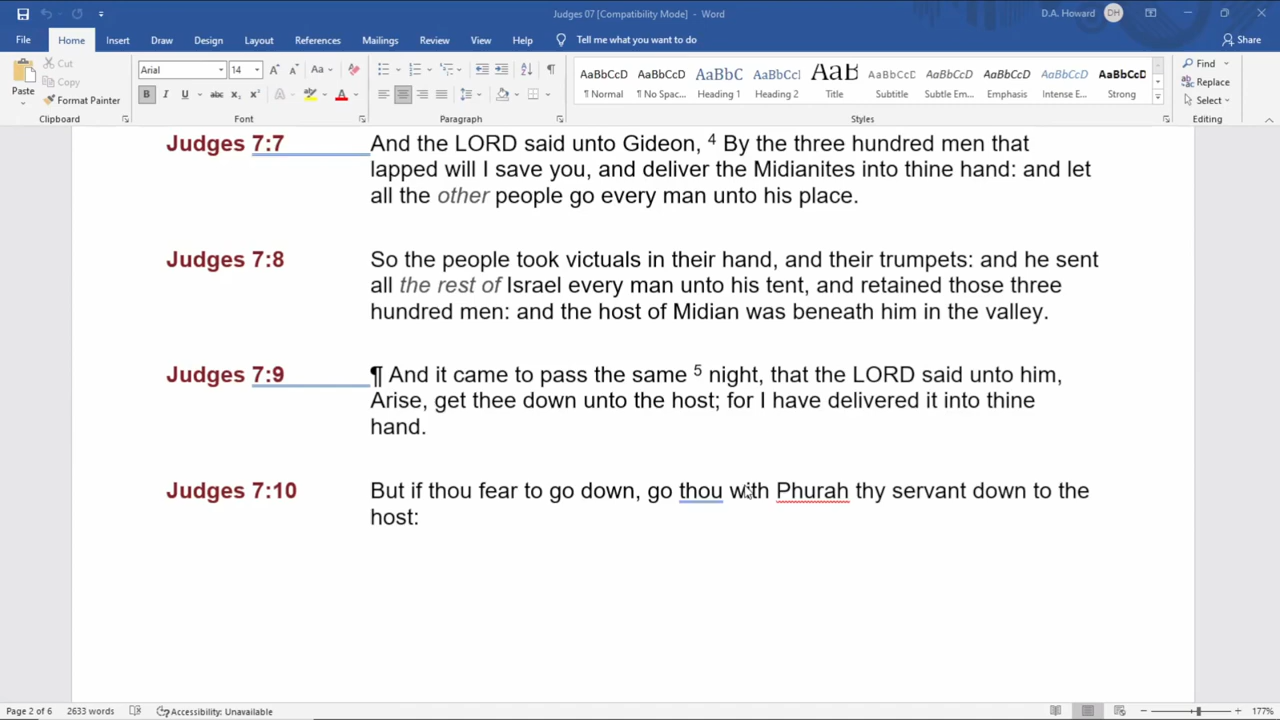 Judges 07 [Compatibility Mode] - Word
D.A. Howard DH
File Home Insert Draw Design Layout References Mailings Review View Help Tell me what you want to do Share
Paste
Cut
Copy
Format Painter
Clipboard
Arial 14
Font
Paragraph
AaBbCcD AaBbCcD AaBbC AaBbCcI AaB AaBbCcD AaBbCcD AaBbCcD AaBbCcD AaBbCcD
¶ Normal ¶ No Spac... Heading 1 Heading 2 Title Subtitle Subtle Em... Emphasis Intense E... Strong
Styles
Find
Replace
Select
Editing
Judges 7:7 And the LORD said unto Gideon, 4 By the three hundred men that
lapped will I save you, and deliver the Midianites into thine hand: and let
all the other people go every man unto his place.
Judges 7:8 So the people took victuals in their hand, and their trumpets: and he sent
all the rest of Israel every man unto his tent, and retained those three
hundred men: and the host of Midian was beneath him in the valley.
Judges 7:9 ¶ And it came to pass the same 5 night, that the LORD said unto him,
Arise, get thee down unto the host; for I have delivered it into thine
hand.
Judges 7:10 But if thou fear to go down, go thou with Phurah thy servant down to the
host:
Page 2 of 6 2633 words Accessibility: Unavailable 177%